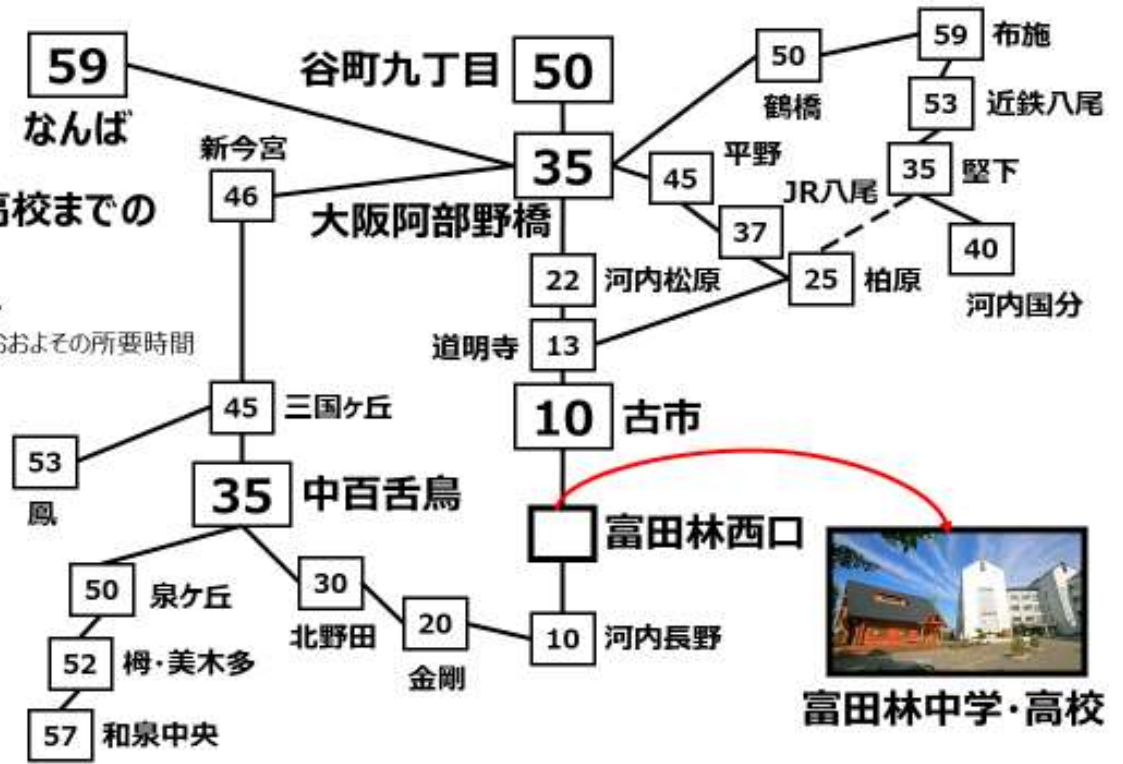 59
布施
50
鶴橋
59
なんば
谷町九丁目
50
53
近鉄八尾
新今宮
46
35
大阪阿部野橋
平野
45
JR八尾
37
35
堅下
40
河内国分
高校までの
22
河内松原
25
柏原
おおよその所要時間
道明寺
13
45
三国ヶ丘
10
古市
53
鳳
35
中百舌鳥
富田林西口
50
泉ケ丘
30
北野田
20
金剛
10
河内長野
52
栂・美木多
57
和泉中央
富田林中学・高校